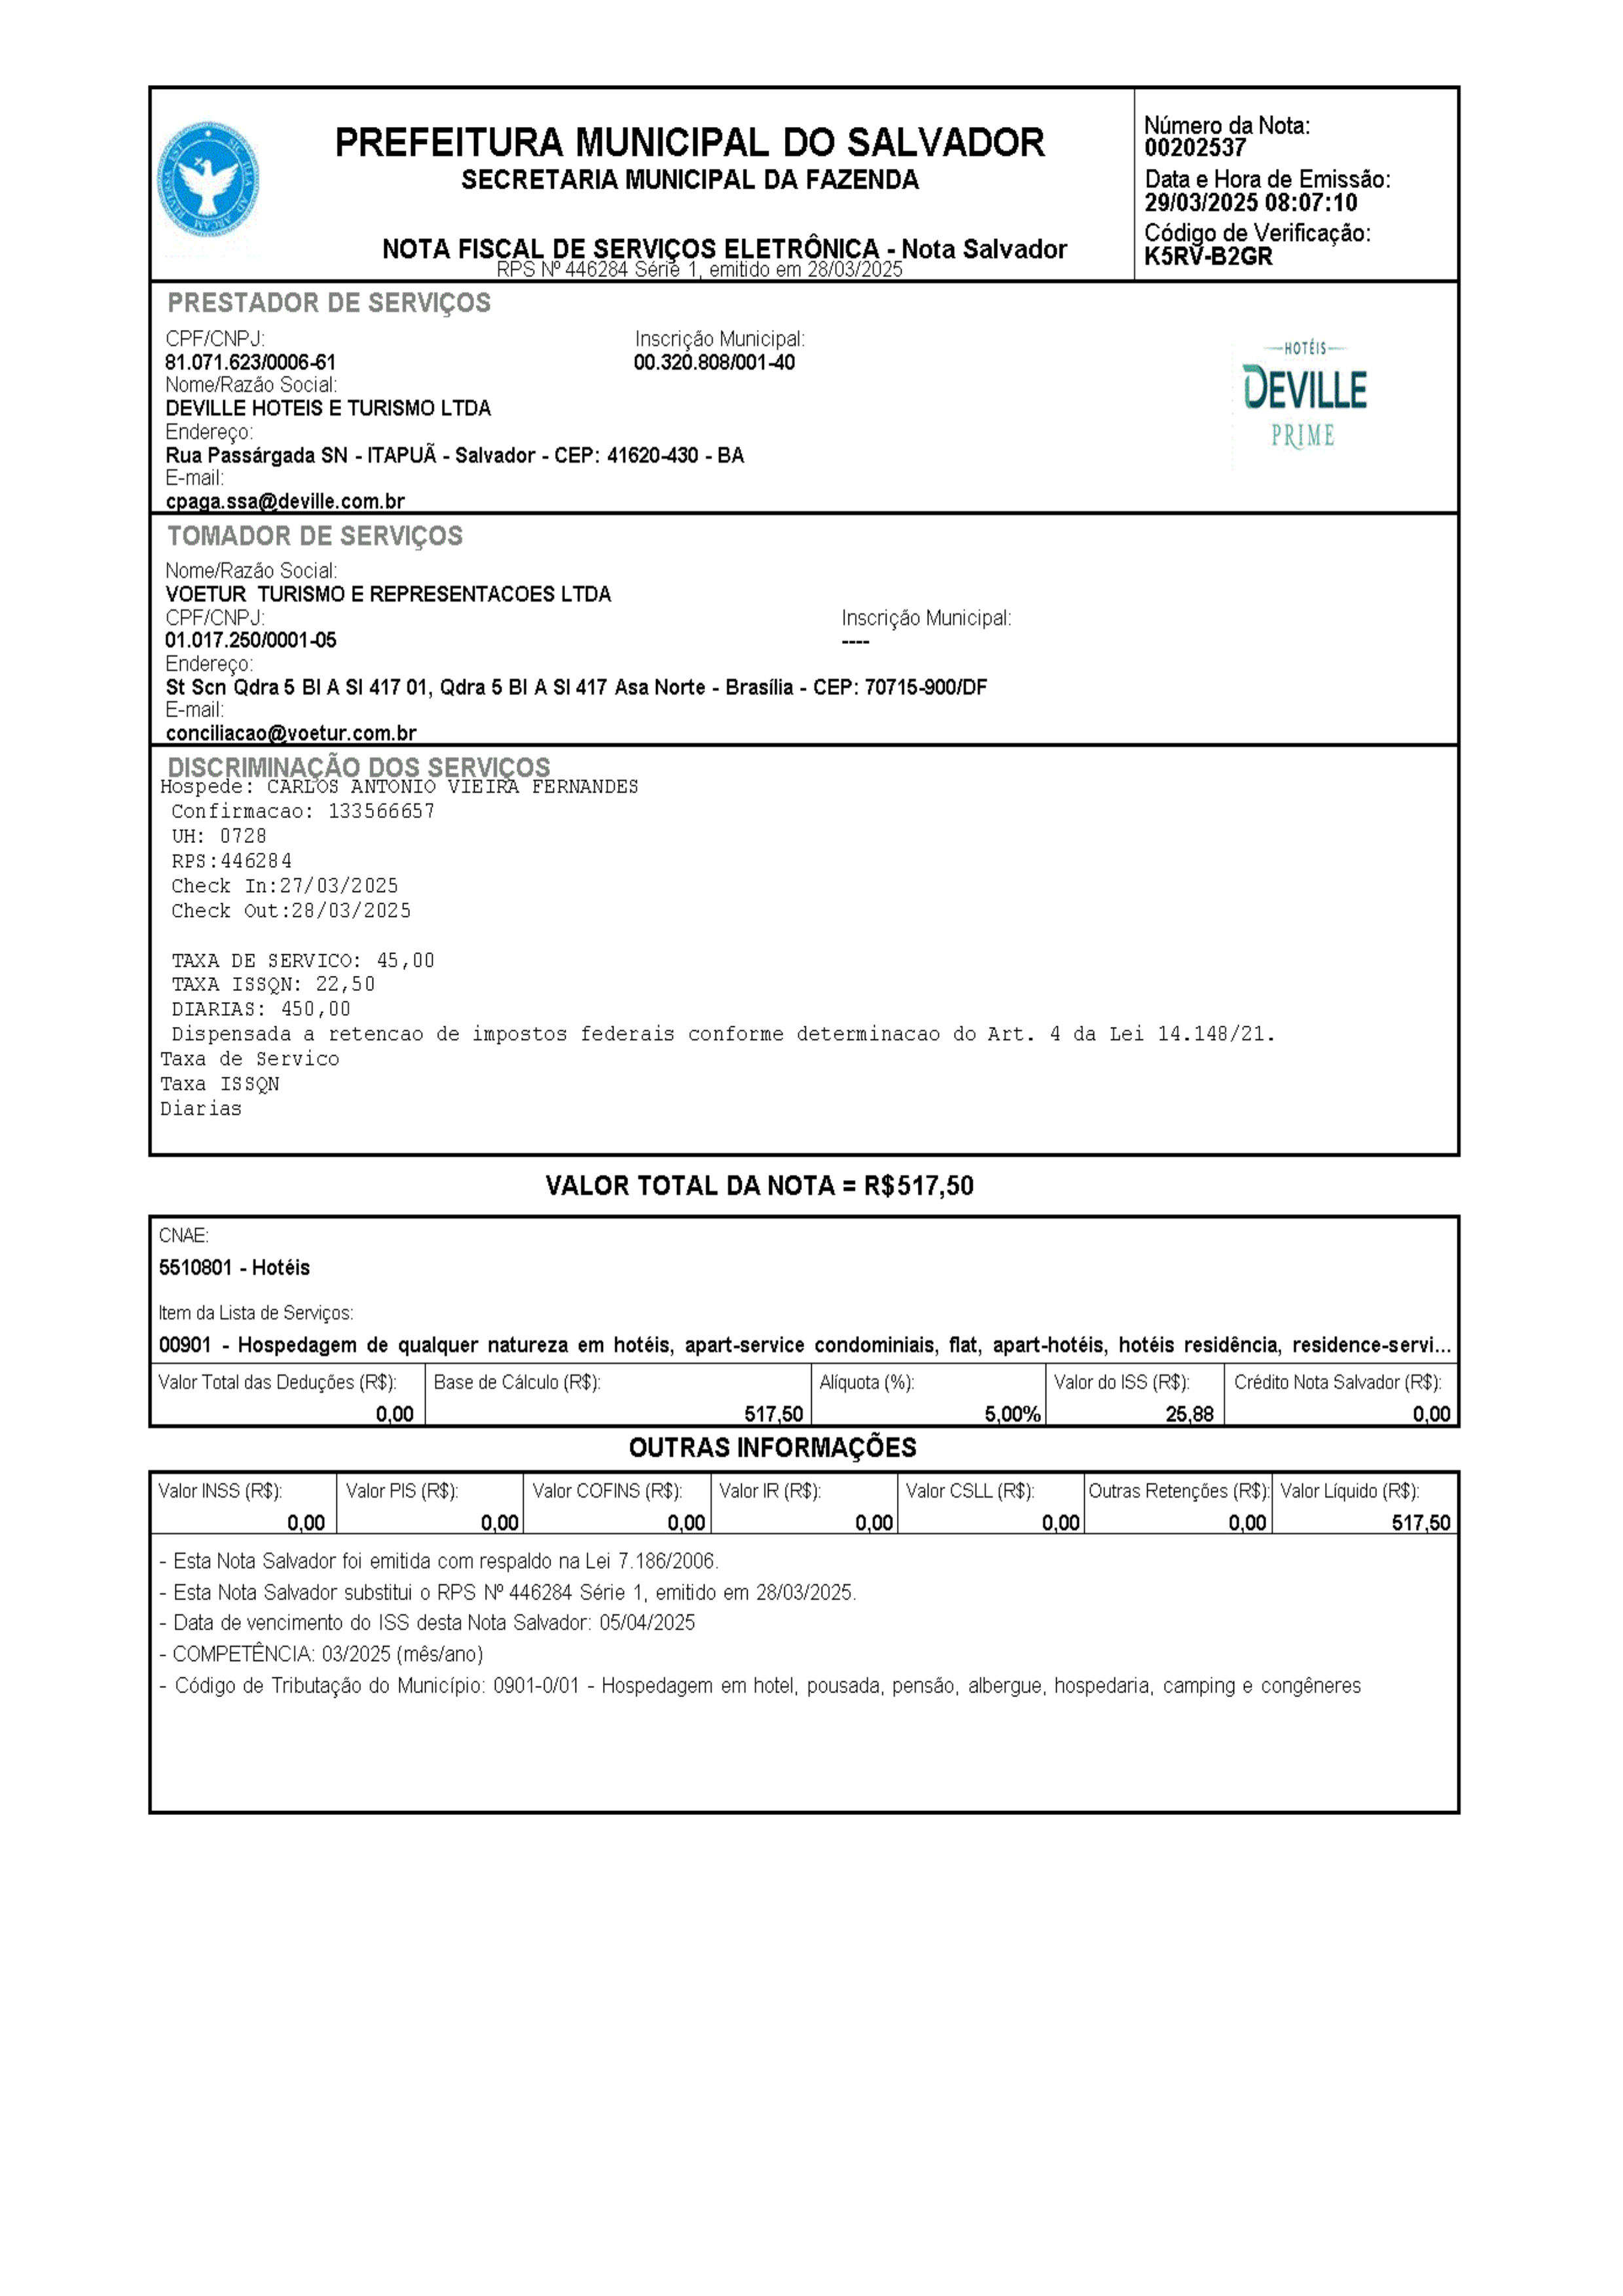 PREFEITURA MUNICIPAL DO SALVADOR
SECRETARIA MUNICIPAL DA FAZENDA
NOTA FISCAL DE SERVIÇOS ELETRÔNICA - Nota Salvador
RPS Nº 446284 Série 1, emitido em 28/03/2025
Número da Nota:
00202537
Data e Hora de Emissão:
29/03/2025 08:07:10
Código de Verificação:
K5RV-B2GR
PRESTADOR DE SERVIÇOS
CPF/CNPJ: Inscrição Municipal:
81.071.623/0006-61 00.320.808/001-40
Nome/Razão Social:
DEVILLE HOTEIS E TURISMO LTDA
Endereço:
Rua Passárgada SN - ITAPUÃ - Salvador - CEP: 41620-430 - BA
E-mail:
cpaga.ssa@deville.com.br
HOTÉIS
DEVILLE
PRIME
TOMADOR DE SERVIÇOS
Nome/Razão Social:
VOETUR  TURISMO E REPRESENTACOES LTDA
CPF/CNPJ: Inscrição Municipal:
01.017.250/0001-05 ----
Endereço:
St Scn Qdra 5 Bl A Sl 417 01, Qdra 5 Bl A Sl 417 Asa Norte - Brasília - CEP: 70715-900/DF
E-mail:
conciliacao@voetur.com.br
DISCRIMINAÇÃO DOS SERVIÇOS
Hospede: CARLOS ANTONIO VIEIRA FERNANDES
Confirmacao: 133566657
UH: 0728
RPS:446284
Check In:27/03/2025
Check Out:28/03/2025
TAXA DE SERVICO: 45,00
TAXA ISSQN: 22,50
DIARIAS: 450,00
Dispensada a retencao de impostos federais conforme determinacao do Art. 4 da Lei 14.148/21.
Taxa de Servico
Taxa ISSQN
Diarias
VALOR TOTAL DA NOTA = R$517,50
CNAE:
5510801 - Hotéis
Item da Lista de Serviços:
00901 - Hospedagem de qualquer natureza em hotéis, apart-service condominiais, flat, apart-hotéis, hotéis residência, residence-servi...
Valor Total das Deduções (R$): Base de Cálculo (R$): Alíquota (%): Valor do ISS (R$): Crédito Nota Salvador (R$):
0,00 517,50 5,00% 25,88 0,00
OUTRAS INFORMAÇÕES
Valor INSS (R$): Valor PIS (R$): Valor COFINS (R$): Valor IR (R$): Valor CSLL (R$): Outras Retenções (R$): Valor Líquido (R$):
0,00 0,00 0,00 0,00 0,00 0,00 517,50
- Esta Nota Salvador foi emitida com respaldo na Lei 7.186/2006.
- Esta Nota Salvador substitui o RPS Nº 446284 Série 1, emitido em 28/03/2025.
- Data de vencimento do ISS desta Nota Salvador: 05/04/2025
- COMPETÊNCIA: 03/2025 (mês/ano)
- Código de Tributação do Município: 0901-0/01 - Hospedagem em hotel, pousada, pensão, albergue, hospedaria, camping e congêneres